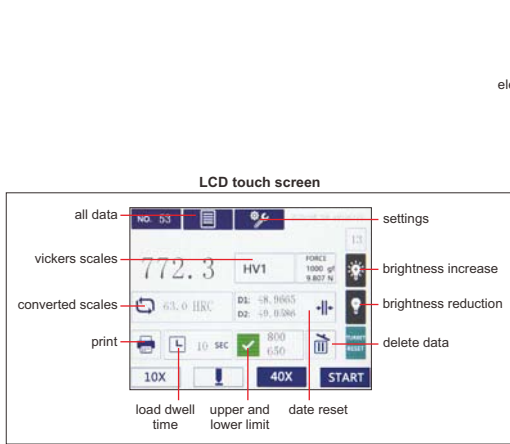 ele
LCD touch screen
all data
NO. 53
settings
13
vickers scales
772.3
HV1
FORCE
1000 gf
9.807 N
brightness increase
converted scales
63.0 HRC
D1: 48.9665
D2: 49.0586
brightness reduction
print
10 SEC
800
650
TURRET
RESET
delete data
10X
40X
START
load dwell
time
upper and
lower limit
date reset